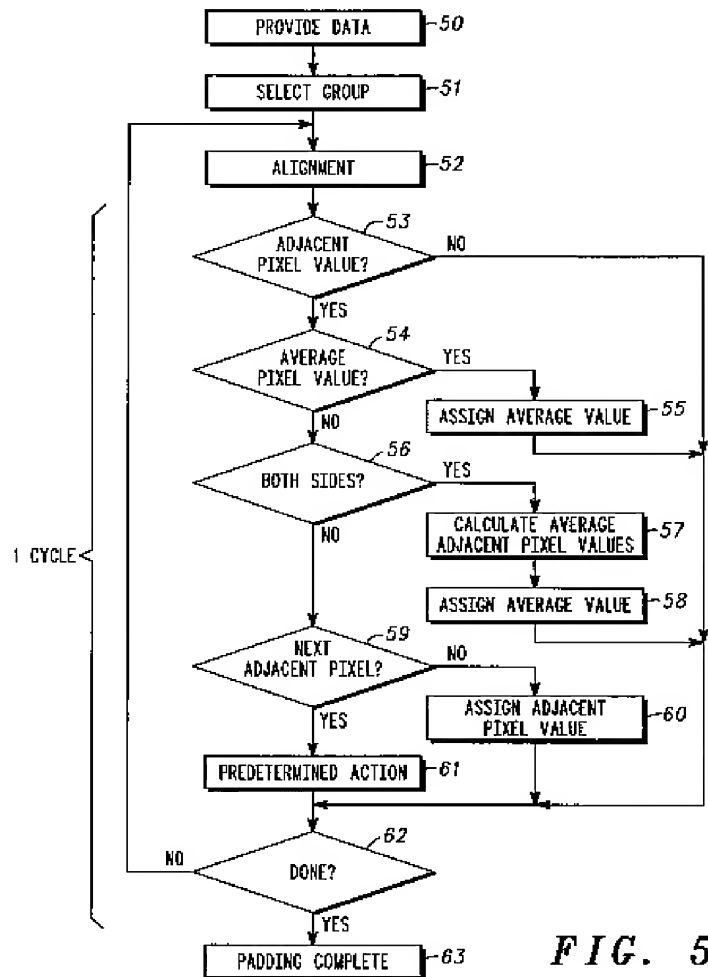 PROVIDE DATA
50
SELECT GROUP
51
ALIGNMENT
52
53
ADJACENT
PIXEL VALUE?
NO
YES
54
AVERAGE
PIXEL VALUE?
YES
ASSIGN AVERAGE VALUE
55
NO
56
BOTH SIDES?
YES
CALCULATE AVERAGE
ADJACENT PIXEL VALUES
57
NO
1 CYCLE
ASSIGN AVERAGE VALUE
58
59
NEXT
ADJACENT PIXEL?
NO
ASSIGN ADJACENT
PIXEL VALUE
60
YES
PREDETERMINED ACTION
61
62
DONE?
NO
YES
PADDING COMPLETE
63
FIG. 5